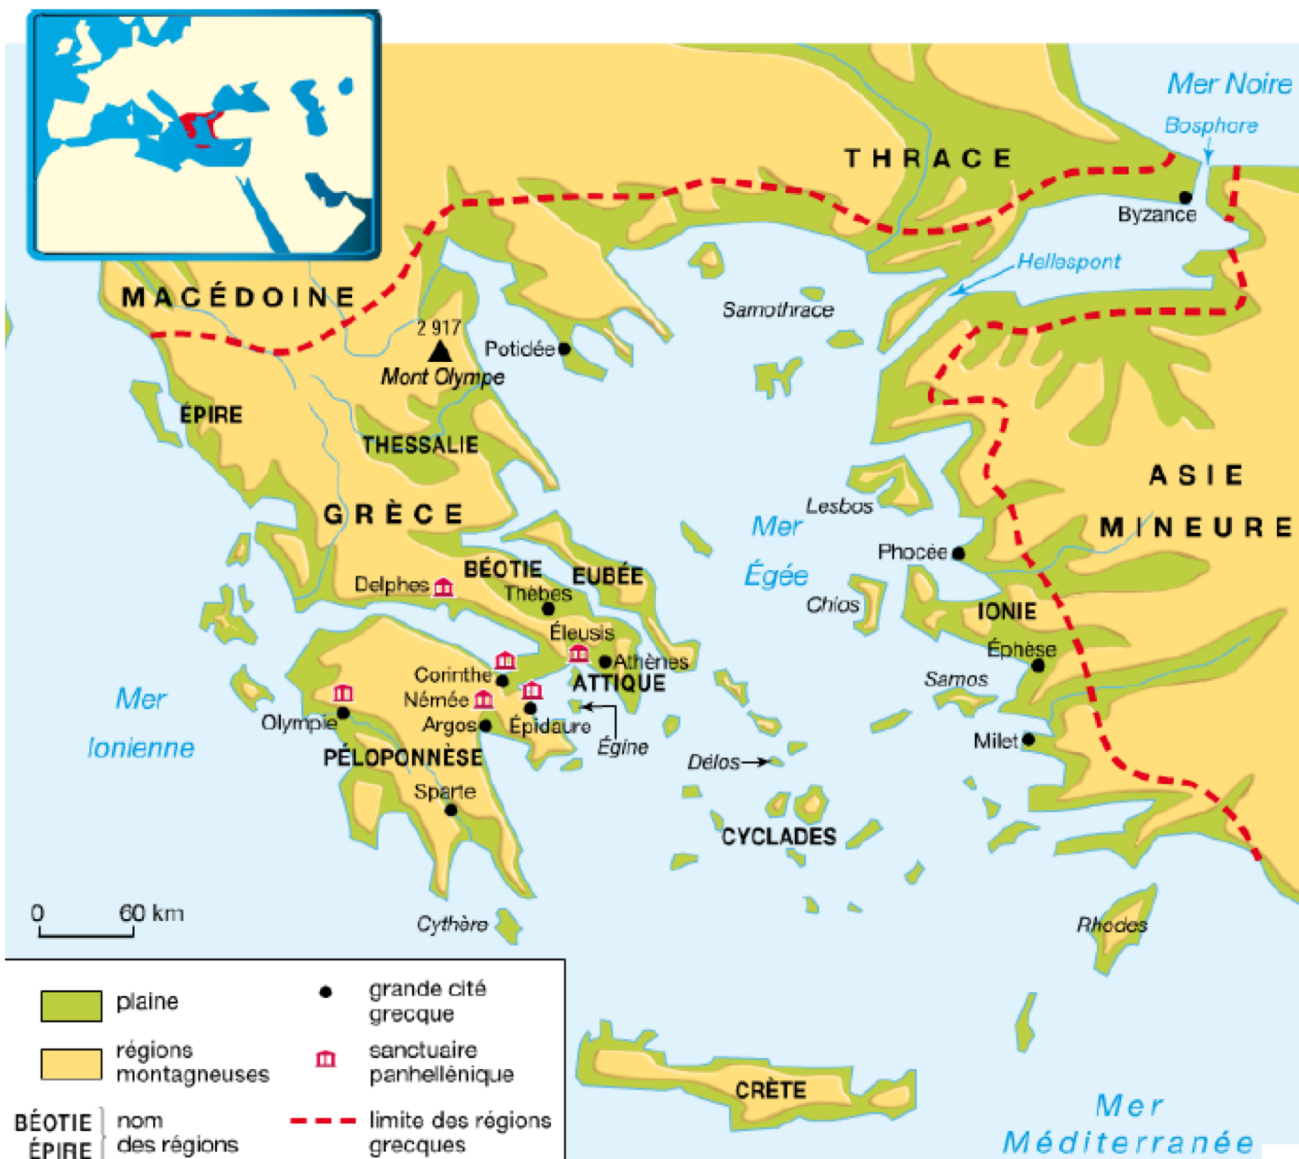 Mer Noire
Bosphore
THRACE
Byzance
Hellespont
MACÉDOINE
Samothrace
2 917
Mont Olympe
Potidée
ÉPIRE
THESSALIE
ASIE
MINEURE
GRÈCE
Lesbos
Mer
Égée
Phocée
BÉOTIE
EUBÉE
Delphes
Thèbes
Chios
IONIE
Éleusis
Éphèse
Athènes
Corinthe
ATTIQUE
Samos
Némée
Mer
Ionienne
Olympie
Argos
Épidaure
Égine
Milet
PÉLOPONNÈSE
Délos
Sparte
CYCLADES
0 60 km
Cythère
Rhodes
plaine
grande cité
grecque
régions
montagneuses
sanctuaire
panhellénique
BÉOTIE
ÉPIRE
nom
des régions
limite des régions
grecques
CRÈTE
Mer
Méditerranée